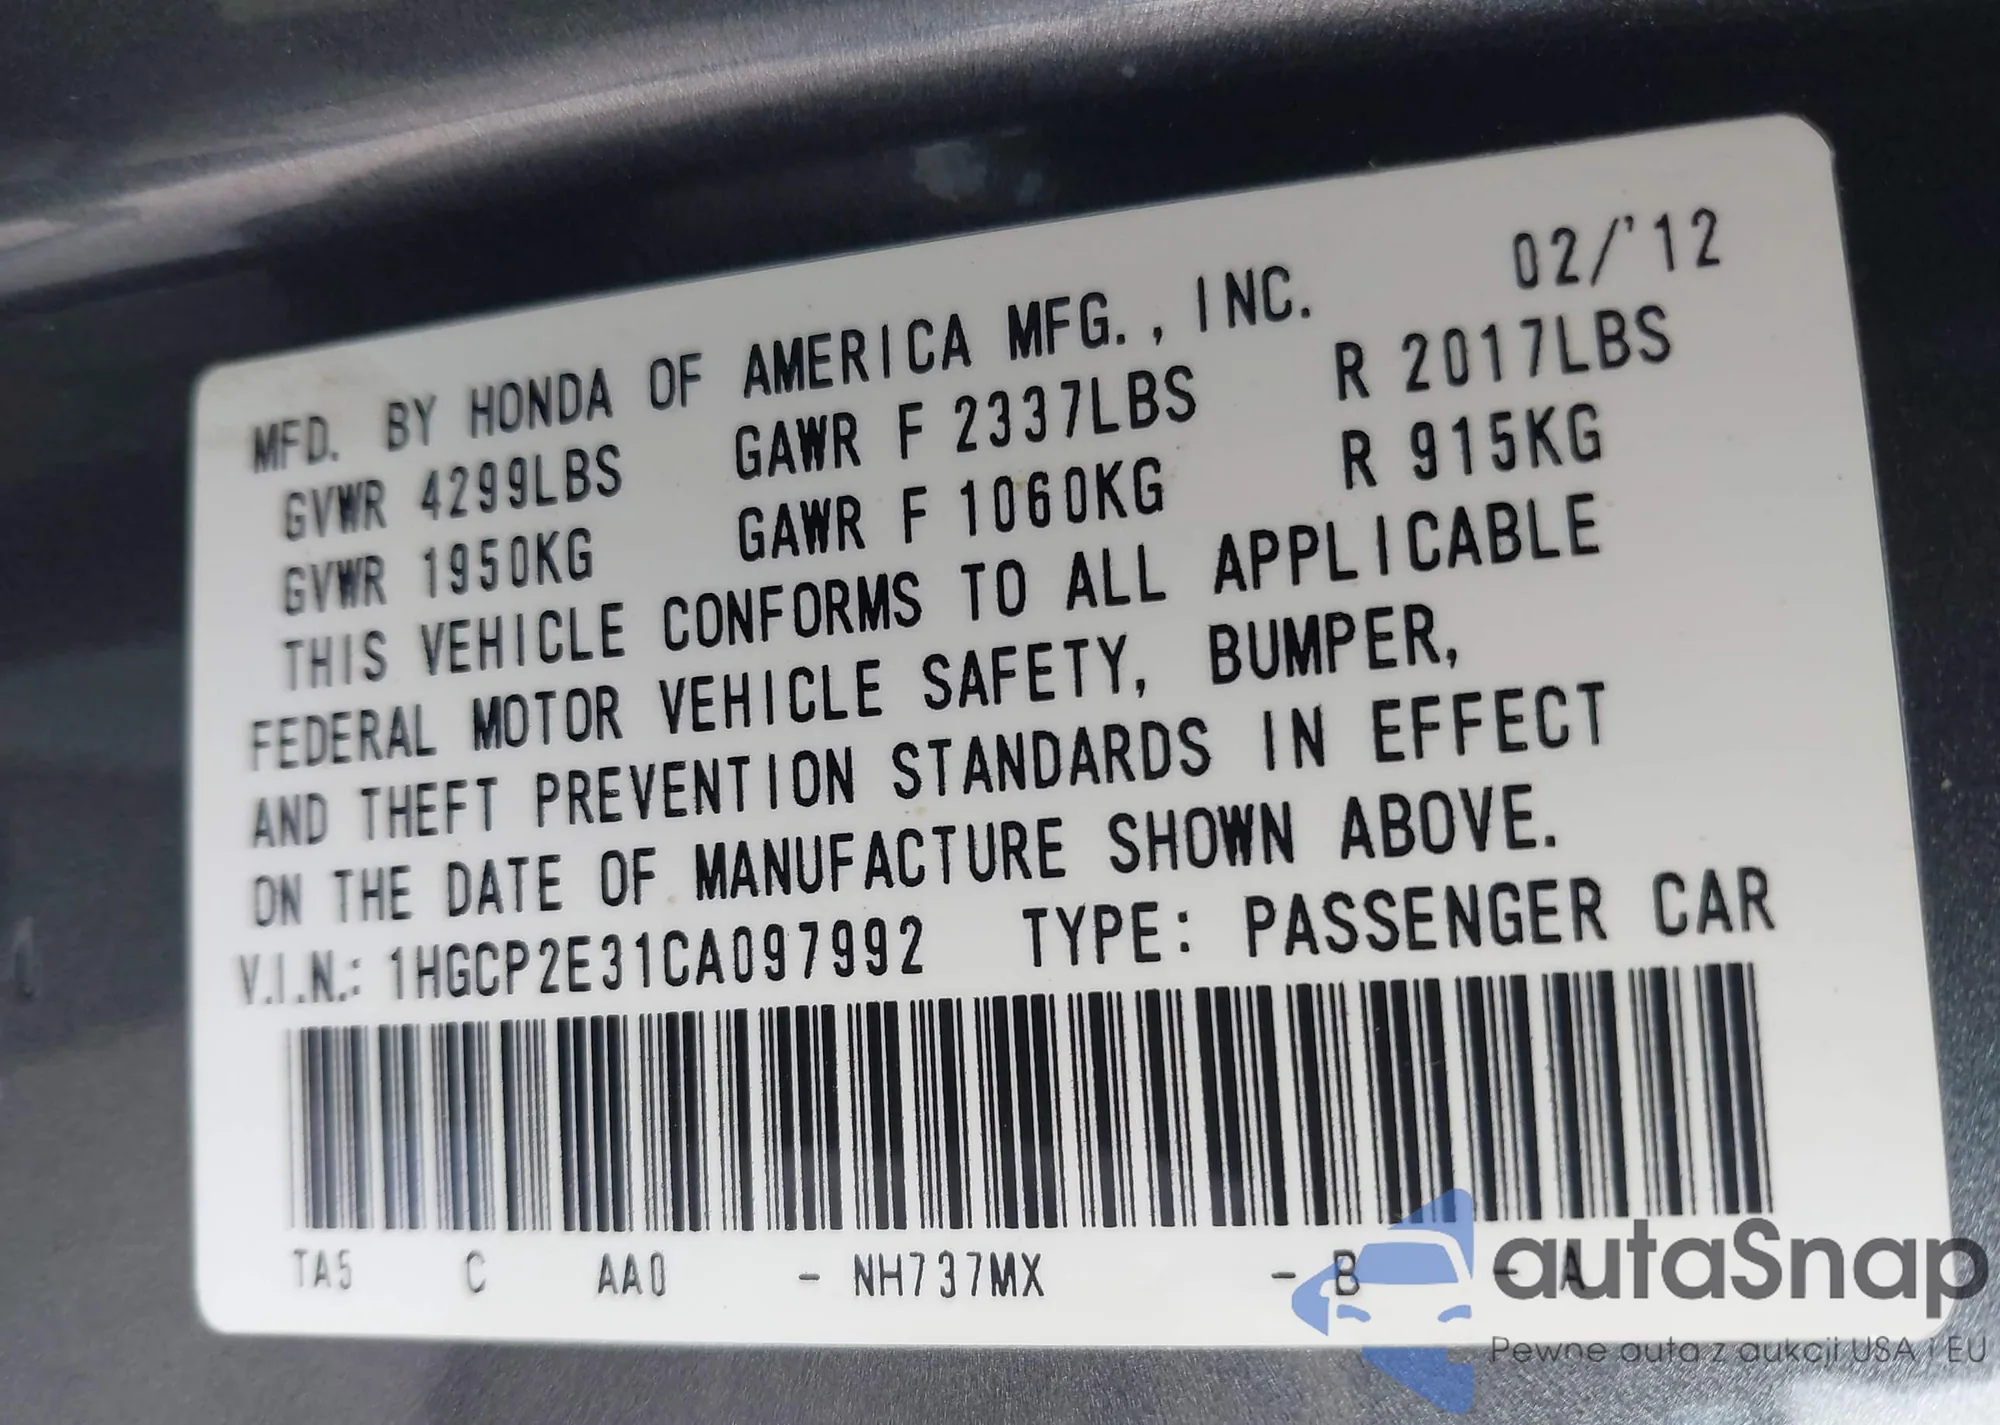 02/'12
MFD. BY HONDA OF AMERICA MFG., INC.
GVWR 4299LBS GAWR F 2337LBS R 2017LBS
GVWR 1950KG GAWR F 1060KG R 915KG
THIS VEHICLE CONFORMS TO ALL APPLICABLE
FEDERAL MOTOR VEHICLE SAFETY, BUMPER,
AND THEFT PREVENTION STANDARDS IN EFFECT
ON THE DATE OF MANUFACTURE SHOWN ABOVE.
V.I.N.: 1HGCP2E31CA097992 TYPE: PASSENGER CAR
TA5 C AA0 - NH737MX - B - A
autaSnap
Pewne auta z aukcji USA i EU